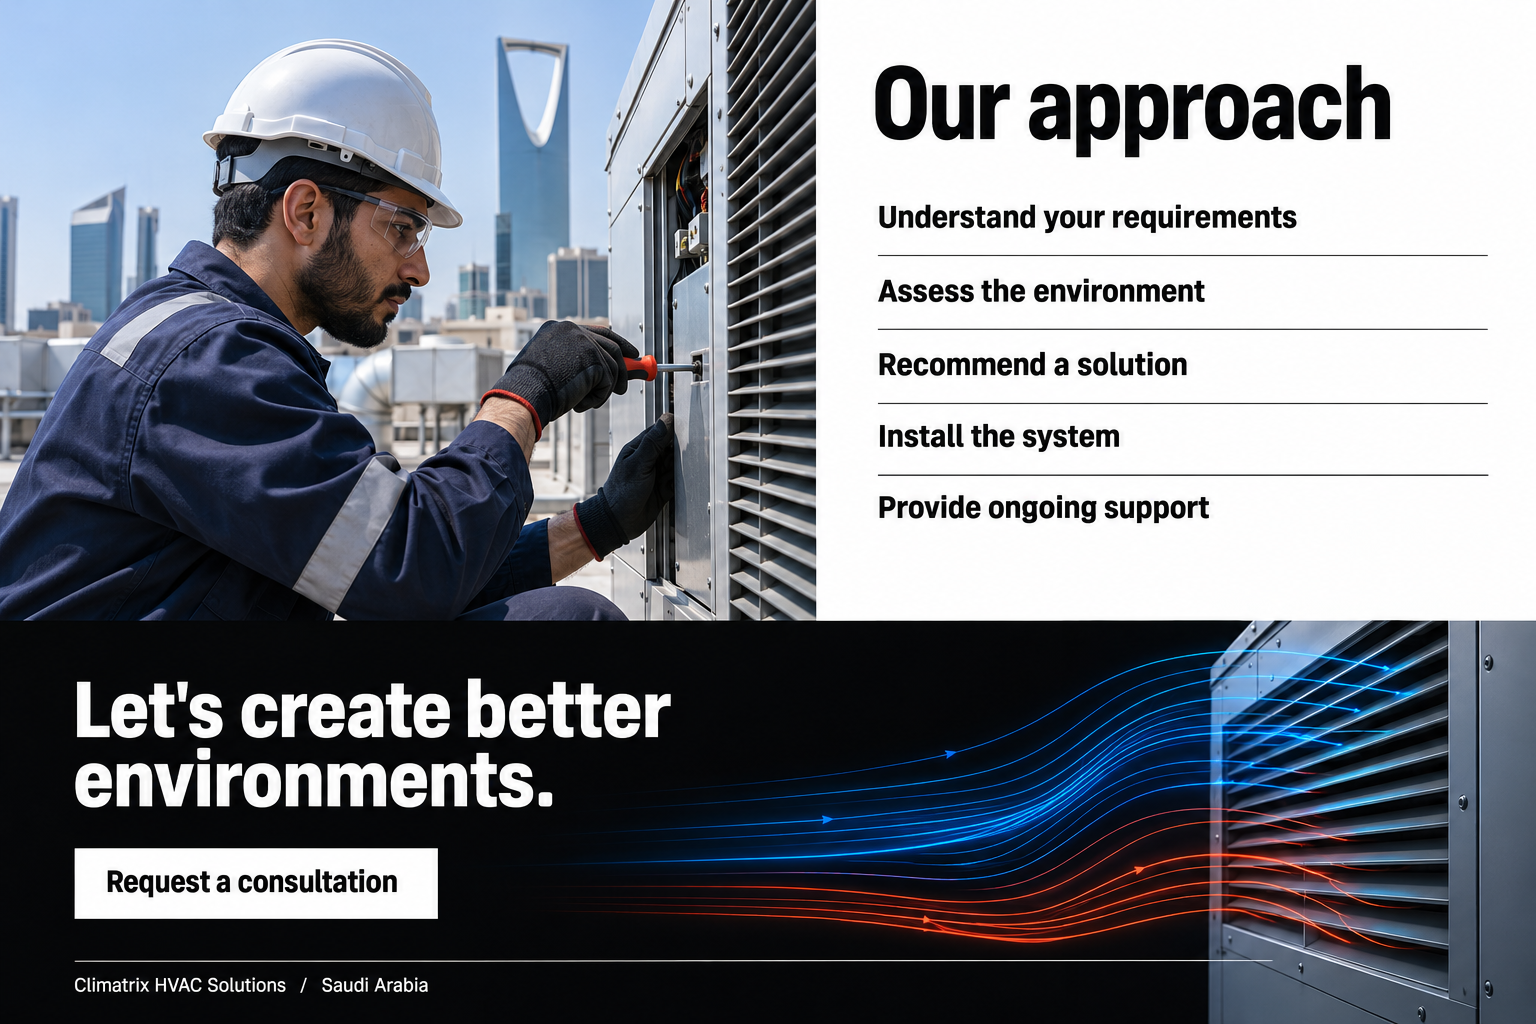 Our approach
Understand your requirements
Assess the environment
Recommend a solution
Install the system
Provide ongoing support
Let's create better
environments.
Request a consultation
Climatrix HVAC Solutions / Saudi Arabia